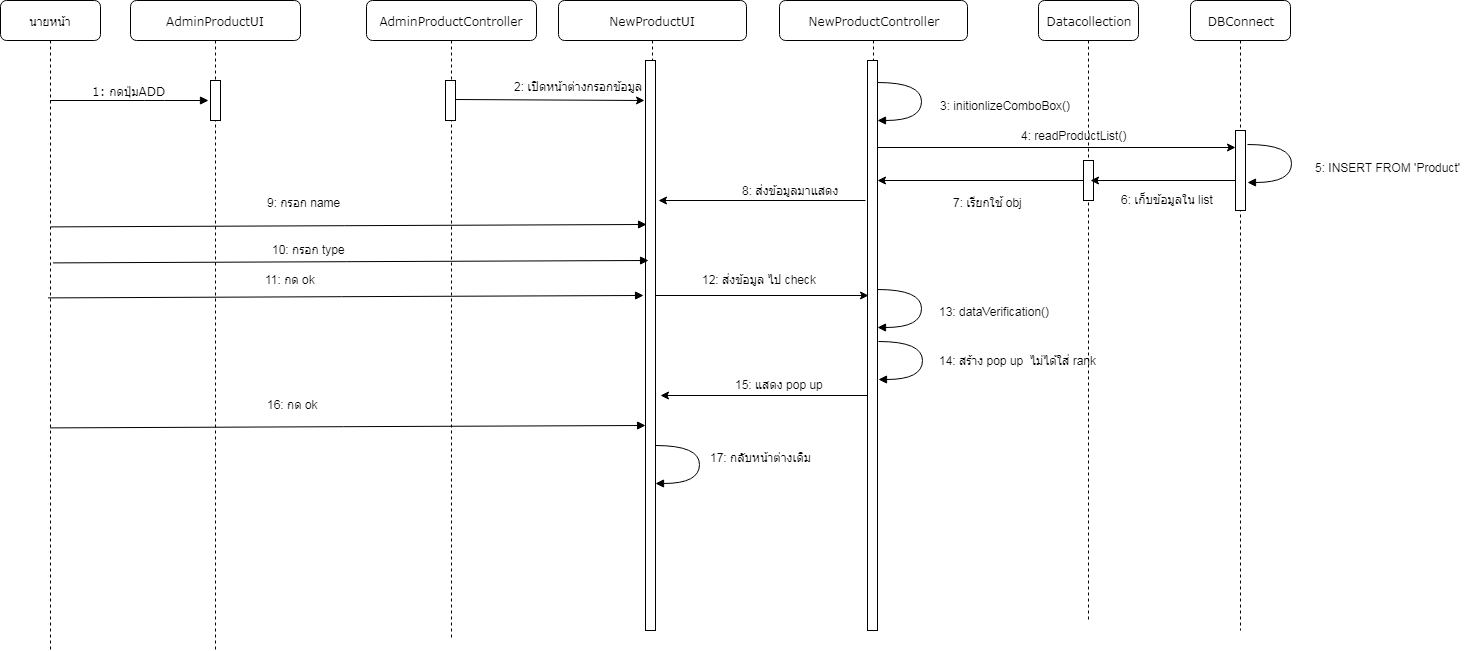 นายหน้า
AdminProductUI
AdminProductController
NewProductUI
NewProductController
Datacollection
DBConnect
1: กดปุ่มADD
2: เปิดหน้าต่างกรอกข้อมูล
3: initionlizeComboBox()
4: readProductList()
5: INSERT FROM 'Product'
6: เก็บข้อมูลใน list
7: เรียกใช้ obj
8: ส่งข้อมูลมาแสดง
9: กรอก name
10: กรอก type
11: กด ok
12: ส่งข้อมูล ไป check
13: dataVerification()
14: สร้าง pop up ไม่ได้ใส่ rank
15: แสดง pop up
16: กด ok
17: กลับหน้าต่างเดิม